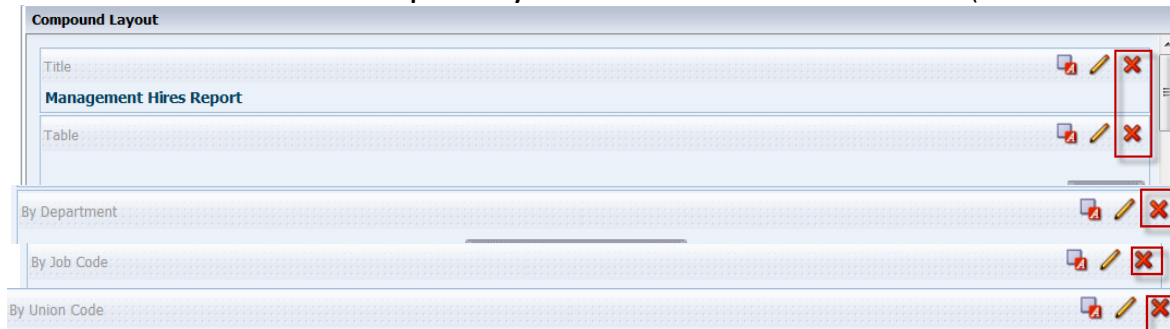 Compound Layout
Title
Management Hires Report
Table
By Department
By Job Code
By Union Code